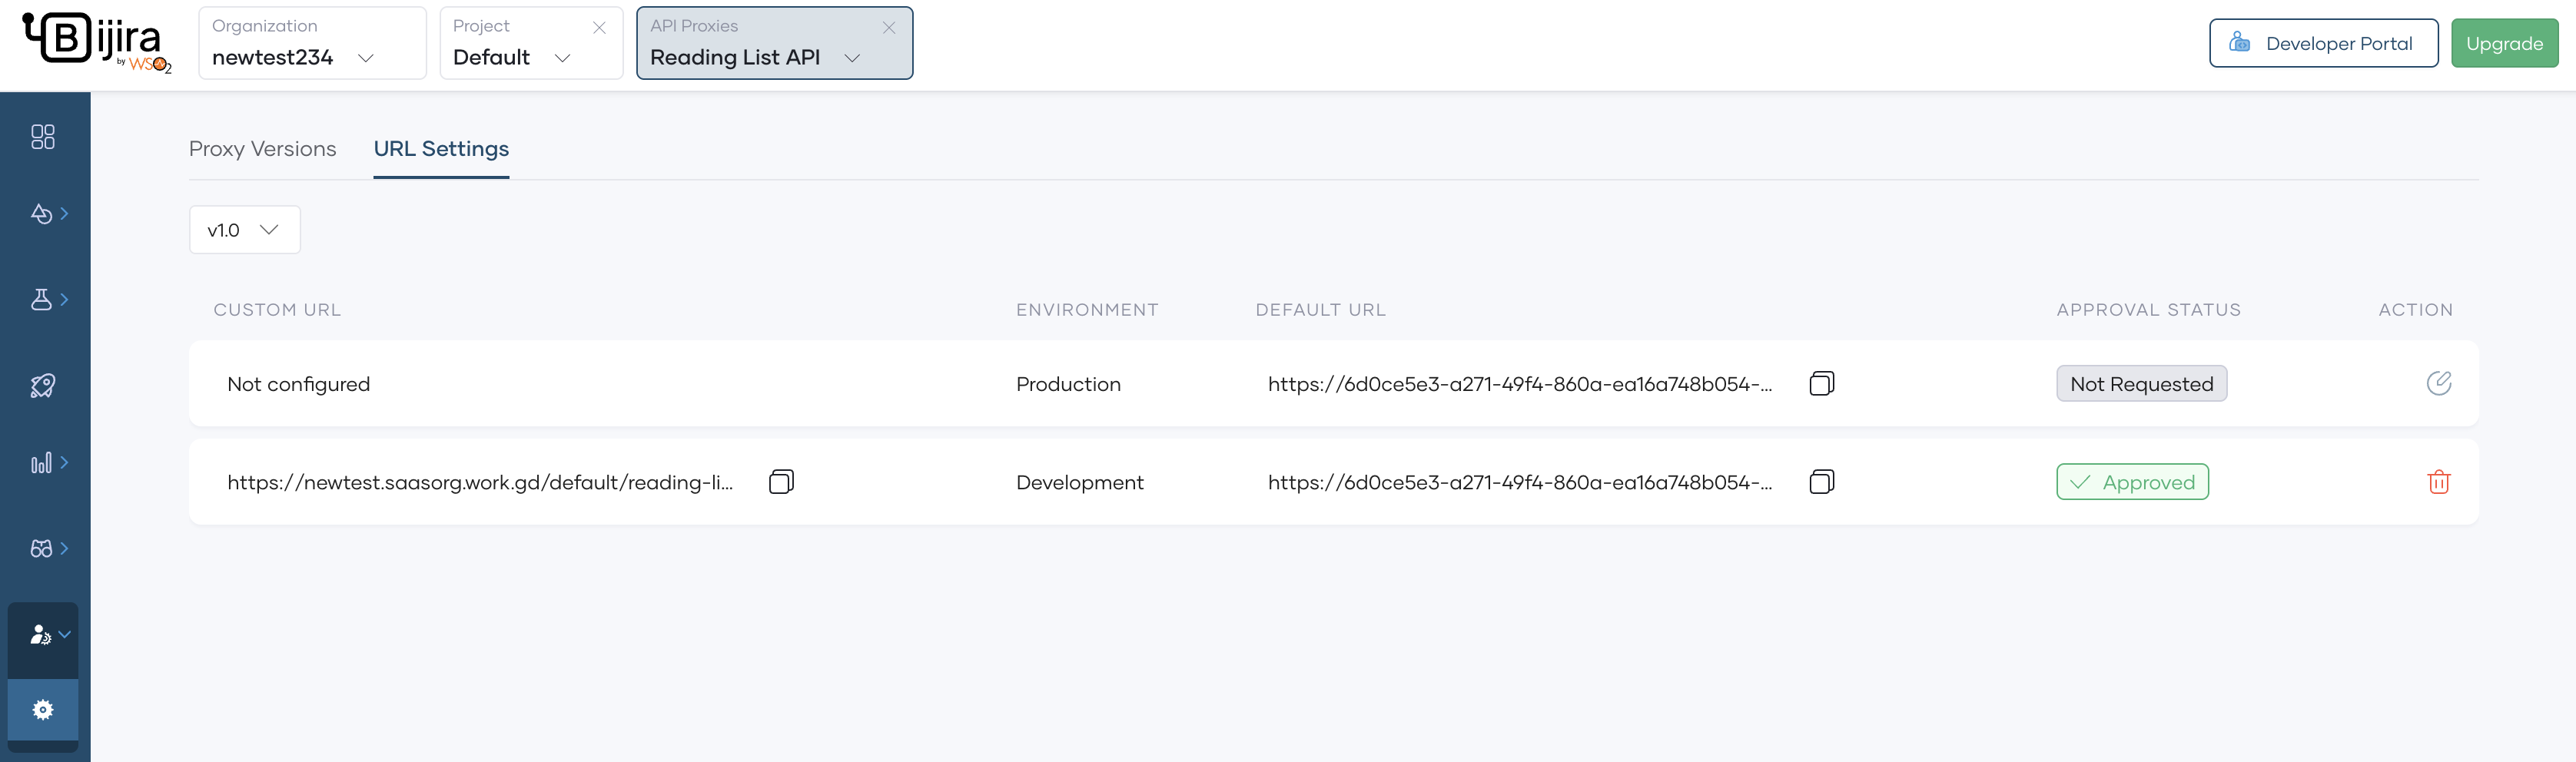 Bijira
by WSO2
Organization
newtest234
Project
Default
API Proxies
Reading List API
Developer Portal
Upgrade
Proxy Versions
URL Settings
v1.0
CUSTOM URL ENVIRONMENT DEFAULT URL APPROVAL STATUS ACTION
Not configured Production https://6d0ce5e3-a271-49f4-860a-ea16a748b054-... Not Requested
https://newtest.saasorg.work.gd/default/reading-li... Development https://6d0ce5e3-a271-49f4-860a-ea16a748b054-... Approved